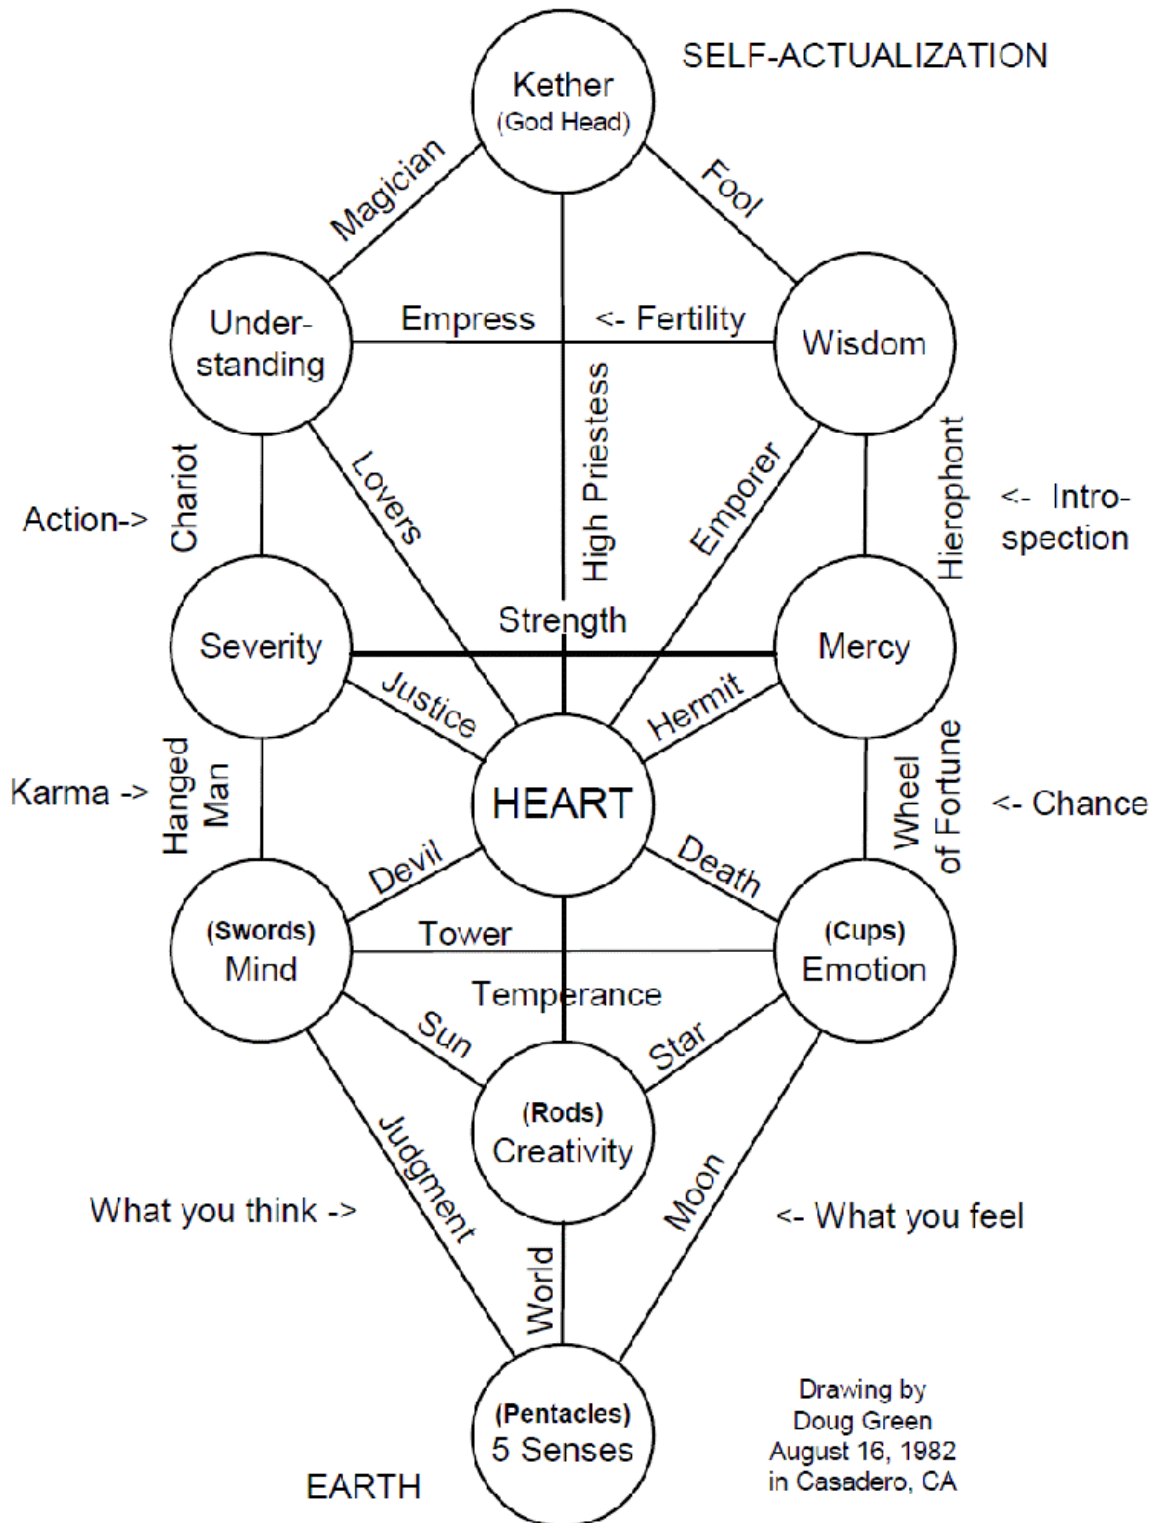 SELF-ACTUALIZATION
Kether
(God Head)
Magician
Fool
Under-
standing
Empress
<- Fertility
Wisdom
Action->
Chariot
Lovers
High Priestess
Emporer
Hierophont
<- Intro-
spection
Strength
Severity
Mercy
Justice
Hermit
Karma ->
Hanged
Man
HEART
Wheel
of Fortune
<- Chance
Devil
Death
(Swords)
Mind
Tower
(Cups)
Emotion
Temperance
Sun
Star
(Rods)
Creativity
What you think ->
Judgment
Moon
<- What you feel
World
(Pentacles)
5 Senses
EARTH
Drawing by
Doug Green
August 16, 1982
in Casadero, CA